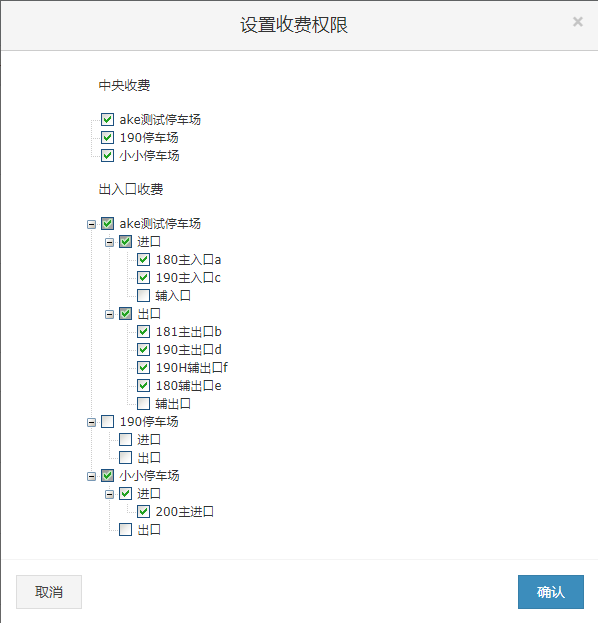 设置收费权限
×
中央收费
ake测试停车场
190停车场
小小停车场
出入口收费
ake测试停车场
进口
180主入口a
190主入口c
辅入口
出口
181主出口b
190主出口d
190H辅出口f
180辅出口e
辅出口
190停车场
进口
出口
小小停车场
进口
200主进口
出口
取消
确认